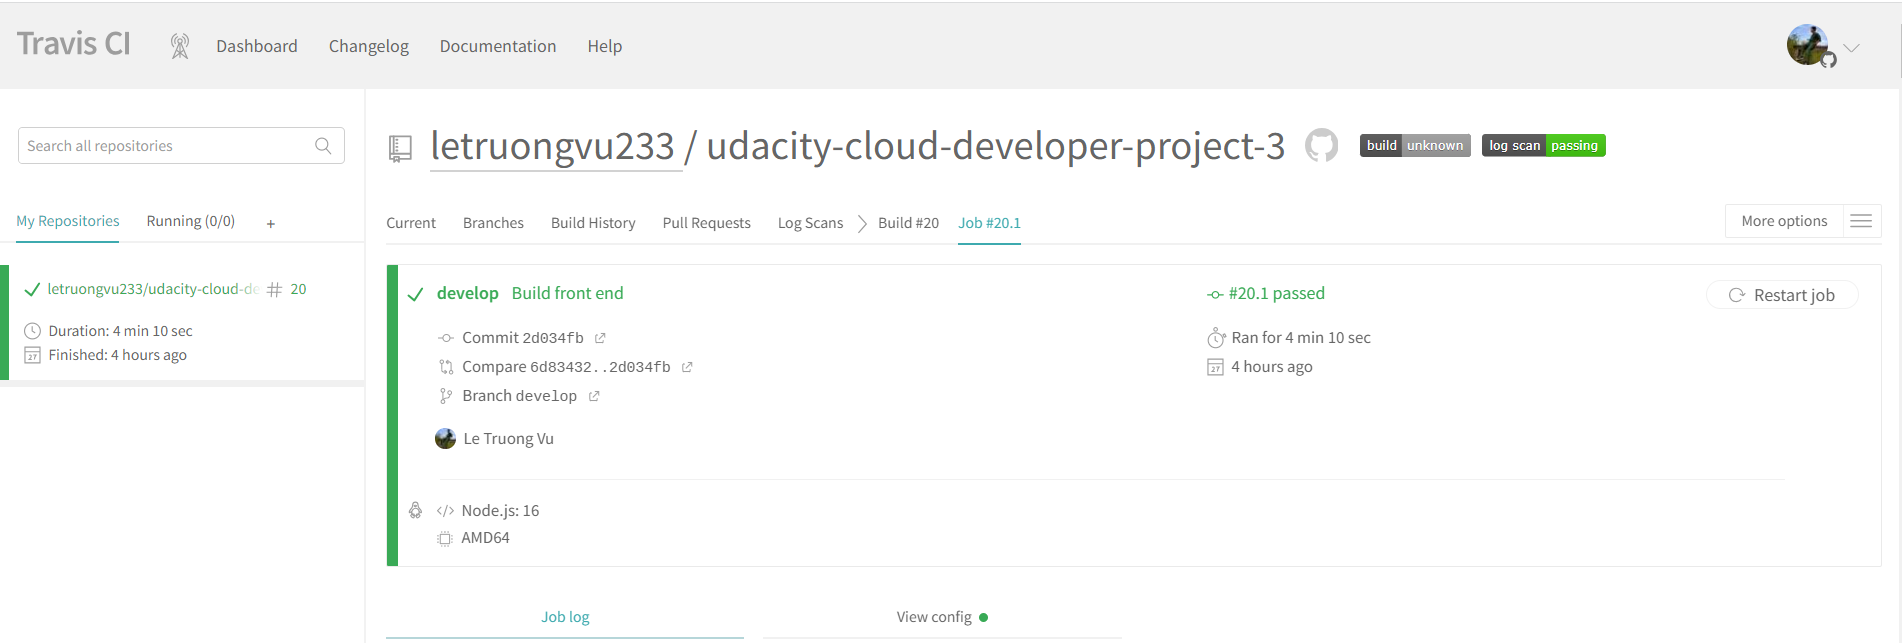 Travis CI
Dashboard
Changelog
Documentation
Help
Search all repositories
My Repositories
Running (0/0)
+
letruongvu233/udacity-cloud-de
# 20
Duration: 4 min 10 sec
27
Finished: 4 hours ago
letruongvu233 / udacity-cloud-developer-project-3
build unknown
log scan passing
Current
Branches
Build History
Pull Requests
Log Scans
Build #20
Job #20.1
More options
develop Build front end
Commit 2d034fb
Compare 6d83432..2d034fb
Branch develop
Le Truong Vu
#20.1 passed
Ran for 4 min 10 sec
27
4 hours ago
Restart job
</> Node.js: 16
AMD64
Job log
View config